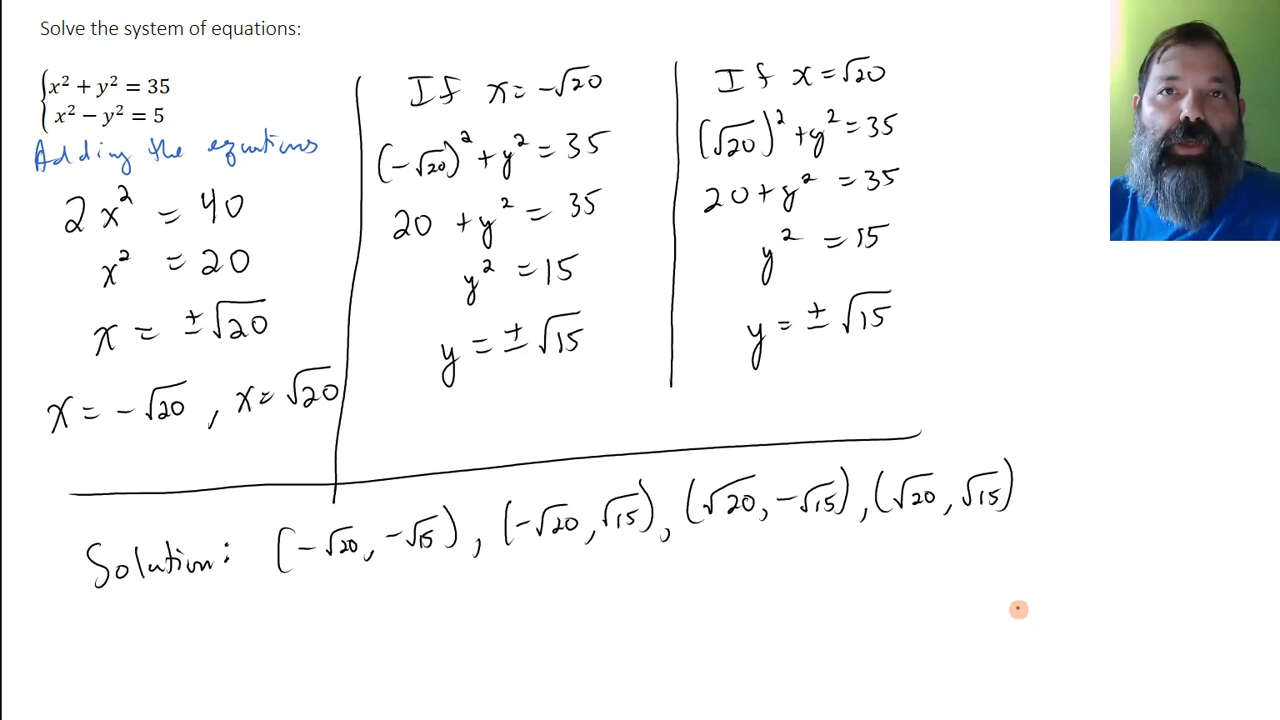 Solve the system of equations:
x² + y² = 35
x² − y² = 5
Adding the equations
2x² = 40
x² = 20
x = ±√20
x = −√20 , x = √20
If x = −√20
(−√20)² + y² = 35
20 + y² = 35
y² = 15
y = ±√15
If x = √20
(√20)² + y² = 35
20 + y² = 35
y² = 15
y = ±√15
Solution: (−√20, −√15), (−√20, √15), (√20, −√15), (√20, √15)